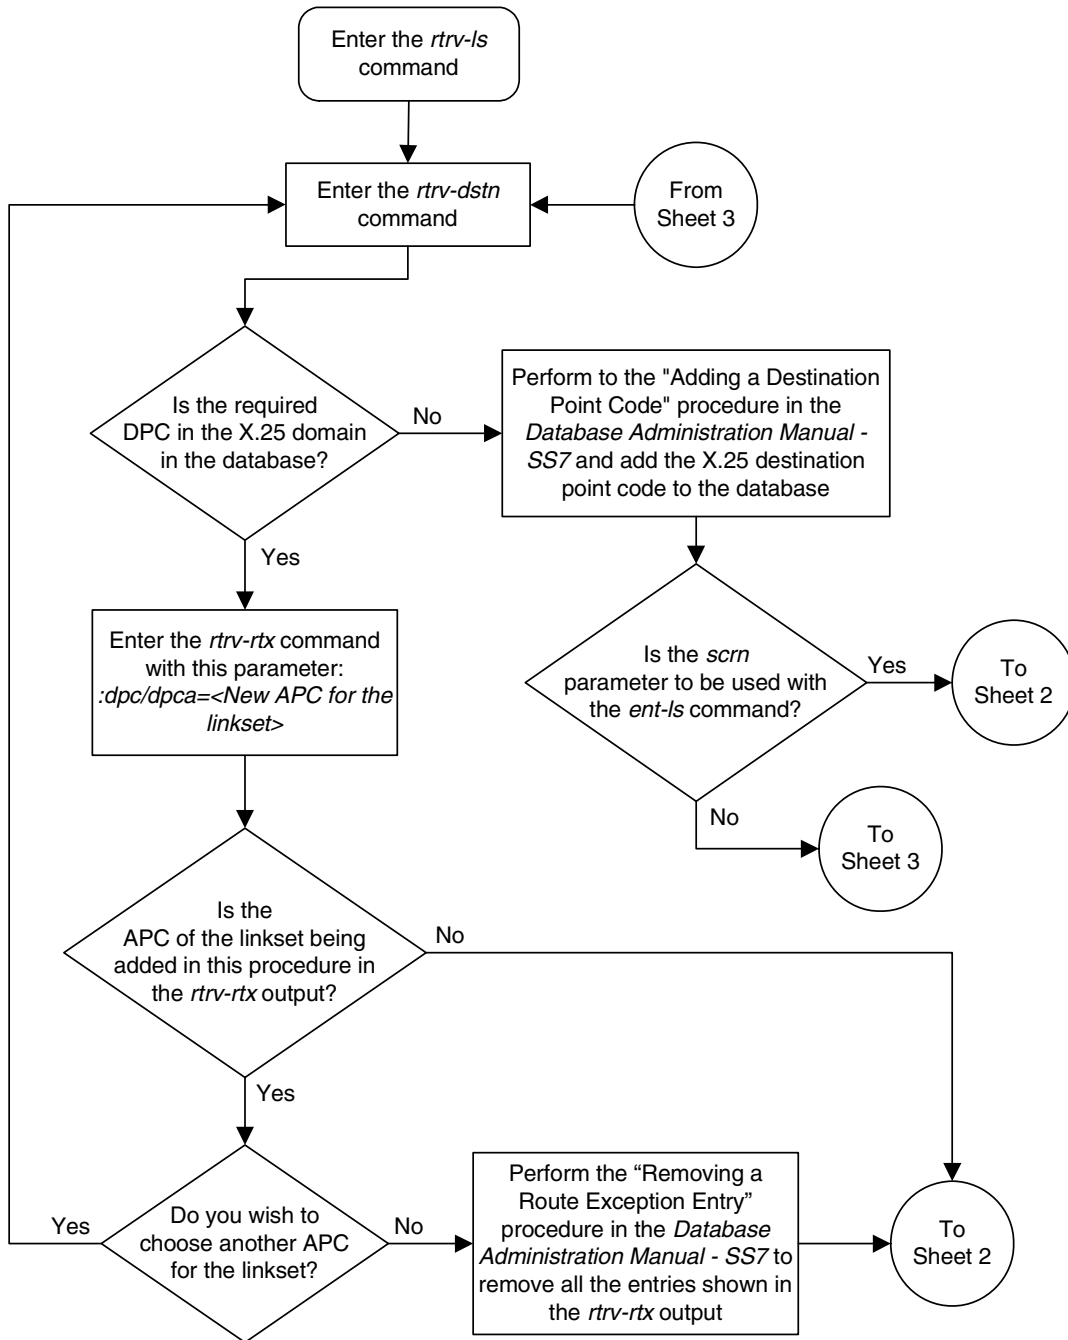 Enter the rtrv-ls
command
Enter the rtrv-dstn
command
From
Sheet 3
Is the required
DPC in the X.25 domain
in the database?
No
Perform to the "Adding a Destination
Point Code" procedure in the
Database Administration Manual -
SS7 and add the X.25 destination
point code to the database
Yes
Enter the rtrv-rtx command
with this parameter:
:dpc/dpca=<New APC for the
linkset>
Is the scrn
parameter to be used with
the ent-ls command?
Yes
To
Sheet 2
No
To
Sheet 3
Is the
APC of the linkset being
added in this procedure in
the rtrv-rtx output?
No
Yes
Do you wish to
choose another APC
for the linkset?
Yes
No
Perform the “Removing a
Route Exception Entry”
procedure in the Database
Administration Manual - SS7 to
remove all the entries shown in
the rtrv-rtx output
To
Sheet 2